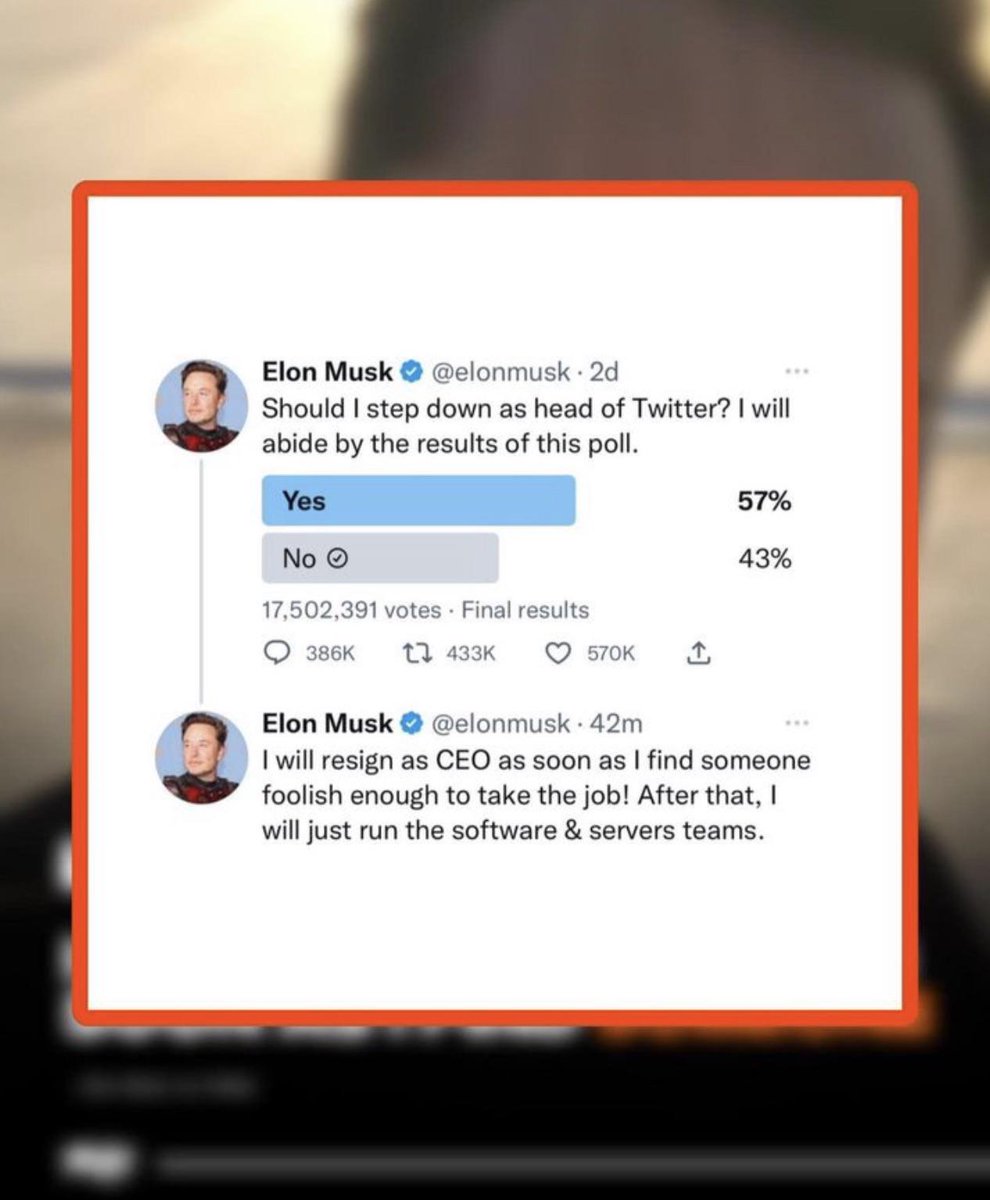 Elon Musk @elonmusk · 2d
Should I step down as head of Twitter? I will
abide by the results of this poll.
Yes 57%
No 43%
17,502,391 votes · Final results
386K 433K 570K
Elon Musk @elonmusk · 42m
I will resign as CEO as soon as I find someone
foolish enough to take the job! After that, I
will just run the software & servers teams.